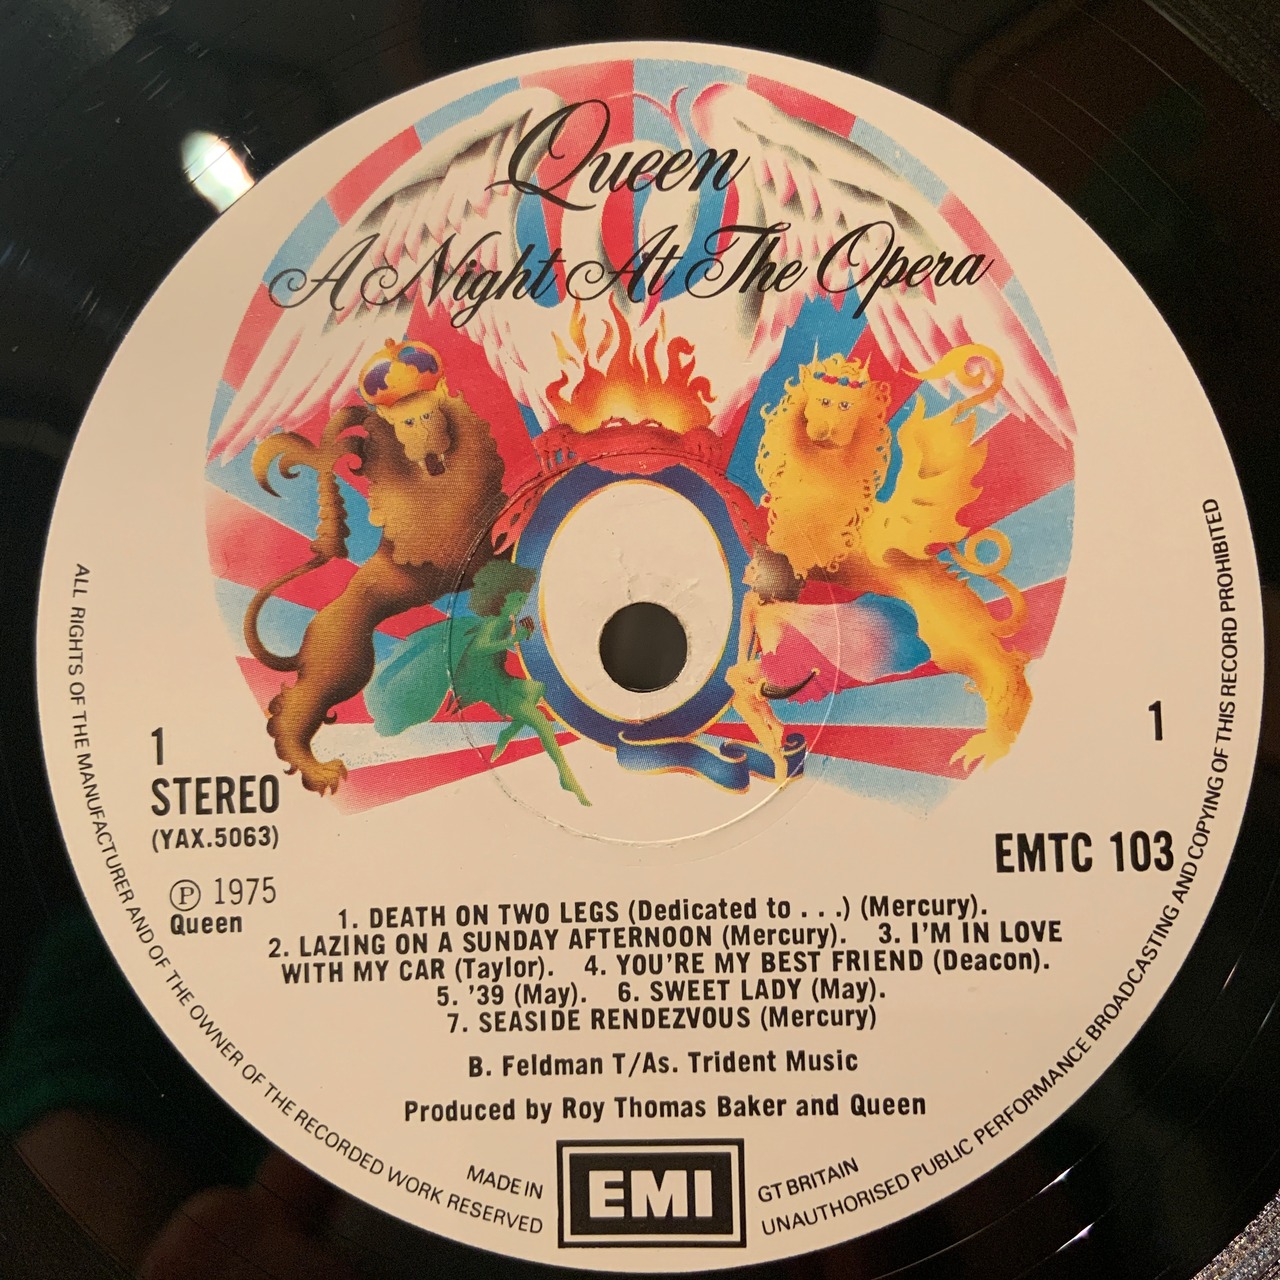 Queen
A Night At The Opera
1
STEREO
(YAX.5063)
Ⓟ 1975
Queen
1
EMTC 103
1. DEATH ON TWO LEGS (Dedicated to . . .) (Mercury).
2. LAZING ON A SUNDAY AFTERNOON (Mercury). 3. I'M IN LOVE
WITH MY CAR (Taylor). 4. YOU'RE MY BEST FRIEND (Deacon).
5. '39 (May). 6. SWEET LADY (May).
7. SEASIDE RENDEZVOUS (Mercury)
B. Feldman T/As. Trident Music
Produced by Roy Thomas Baker and Queen
MADE IN
EMI
GT BRITAIN
ALL RIGHTS OF THE MANUFACTURER AND OF THE OWNER OF THE RECORDED WORK RESERVED
UNAUTHORISED PUBLIC PERFORMANCE BROADCASTING AND COPYING OF THIS RECORD PROHIBITED